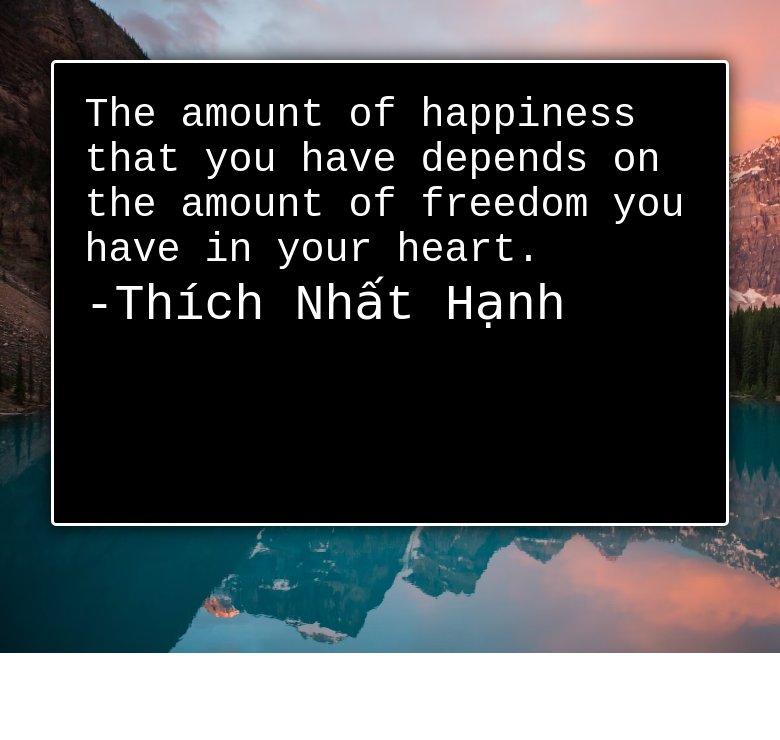 The amount of happiness
that you have depends on
the amount of freedom you
have in your heart.
-Thích Nhất Hạnh